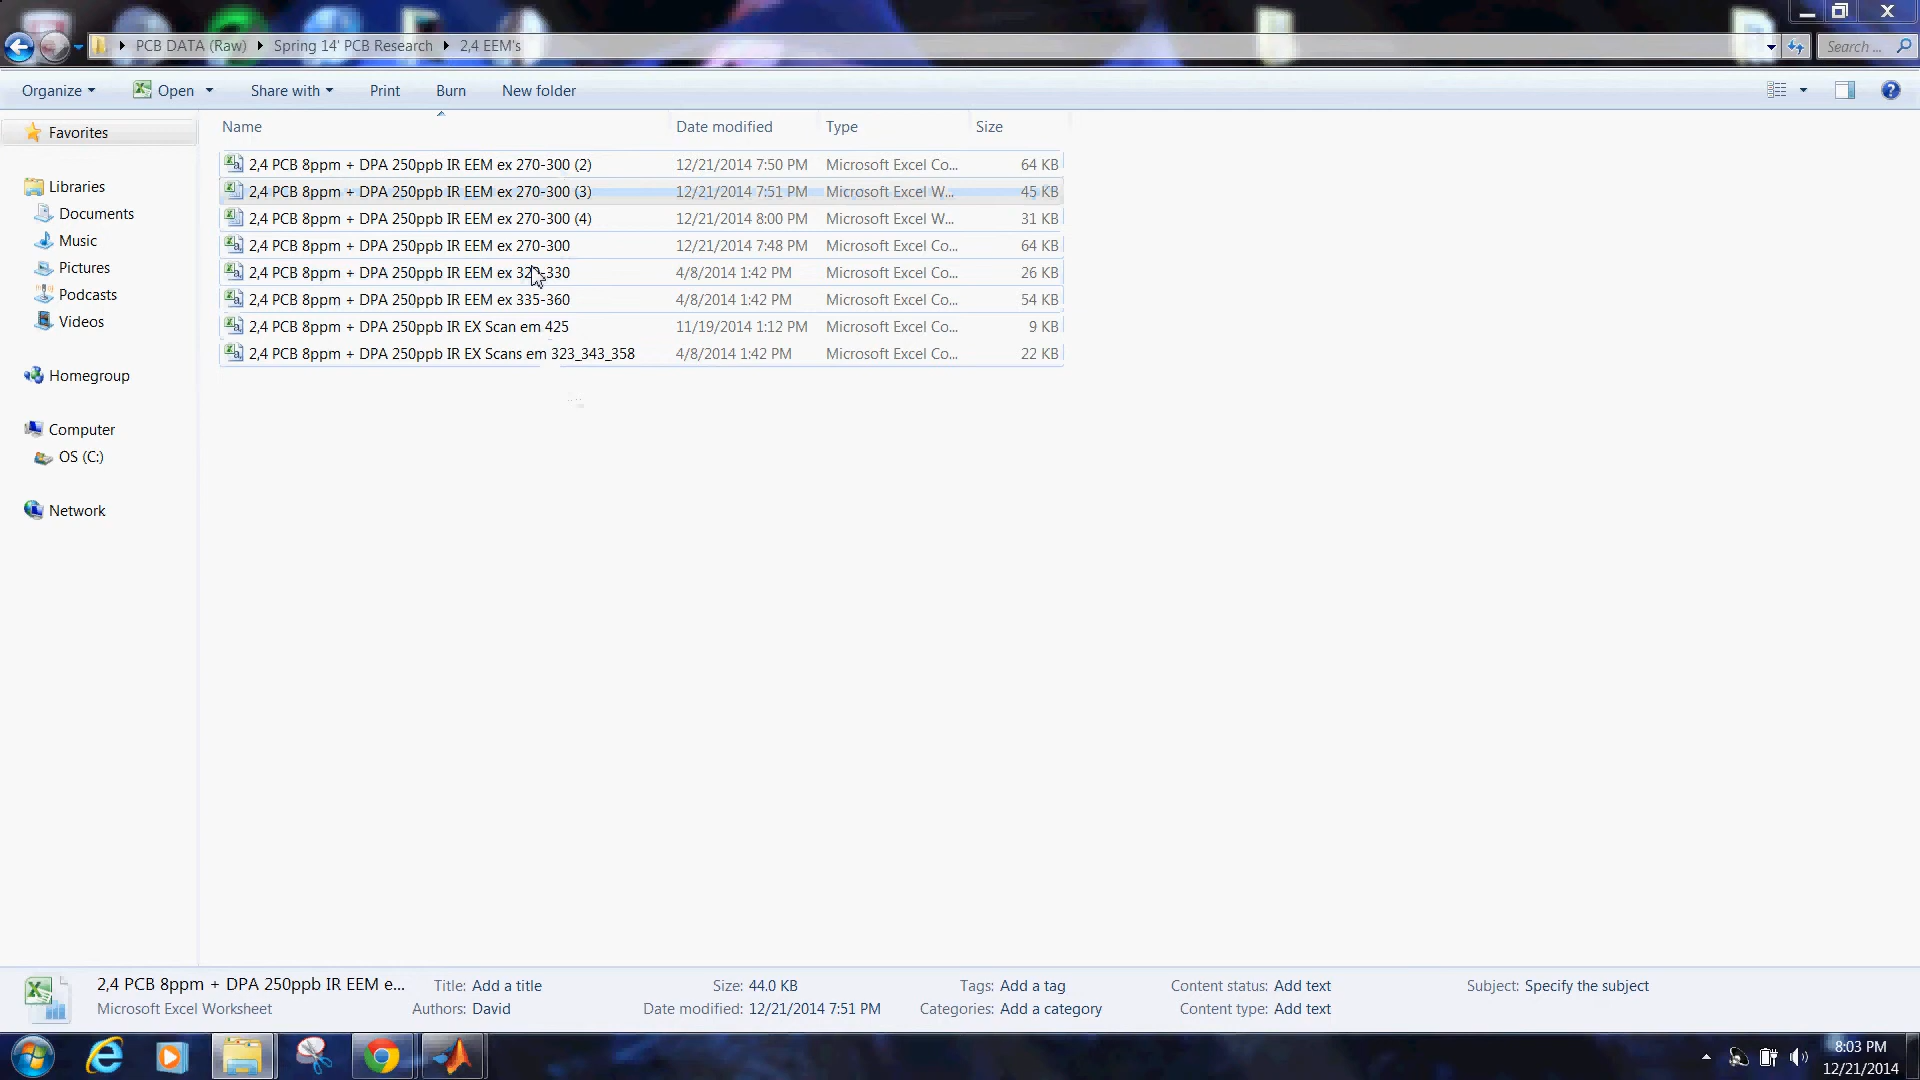 PCB DATA (Raw) Spring 14' PCB Research 2,4 EEM's Search ...
Organize Open Share with Print Burn New folder
Name Date modified Type Size
Favorites
Libraries
Documents
Music
Pictures
Podcasts
Videos
Homegroup
Computer
OS (C:)
Network
2,4 PCB 8ppm + DPA 250ppb IR EEM ex 270-300 (2) 12/21/2014 7:50 PM Microsoft Excel Co... 64 KB
2,4 PCB 8ppm + DPA 250ppb IR EEM ex 270-300 (3) 12/21/2014 7:51 PM Microsoft Excel W... 45 KB
2,4 PCB 8ppm + DPA 250ppb IR EEM ex 270-300 (4) 12/21/2014 8:00 PM Microsoft Excel W... 31 KB
2,4 PCB 8ppm + DPA 250ppb IR EEM ex 270-300 12/21/2014 7:48 PM Microsoft Excel Co... 64 KB
2,4 PCB 8ppm + DPA 250ppb IR EEM ex 4/8/2014 1:42 PM Microsoft Excel Co... 26 KB
2,4 PCB 8ppm + DPA 250ppb IR EEM ex 335-360 4/8/2014 1:42 PM Microsoft Excel Co... 54 KB
2,4 PCB 8ppm + DPA 250ppb IR EX Scan em 425 11/19/2014 1:12 PM Microsoft Excel Co... 9 KB
2,4 PCB 8ppm + DPA 250ppb IR EX Scans em 323_343_358 4/8/2014 1:42 PM Microsoft Excel Co... 22 KB
2,4 PCB 8ppm + DPA 250ppb IR EEM e... Title: Add a title Size: 44.0 KB Tags: Add a tag Content status: Add text Subject: Specify the subject
Microsoft Excel Worksheet Authors: David Date modified: 12/21/2014 7:51 PM Categories: Add a category Content type: Add text
8:03 PM
12/21/2014